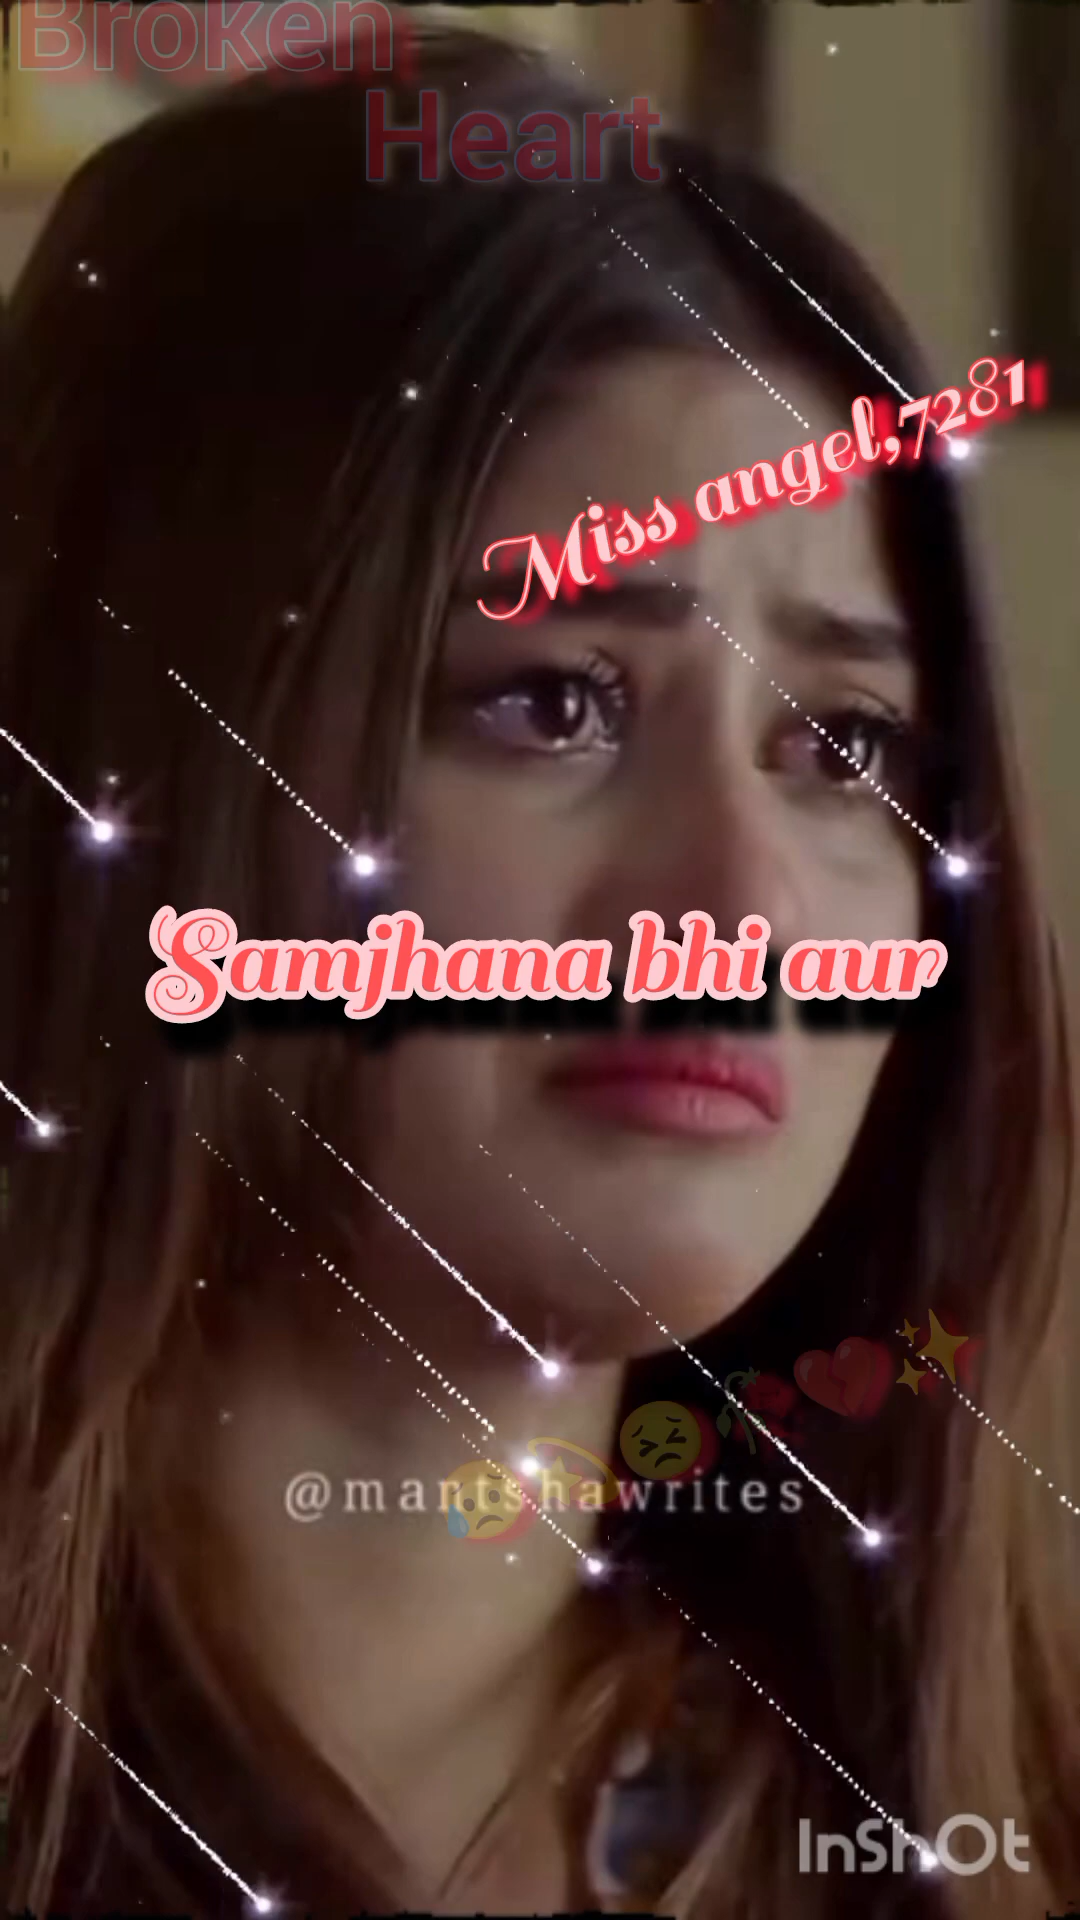 Broken
Heart
Miss angel,7281
Samjhana bhi aur
@mantshawrites
InShOt